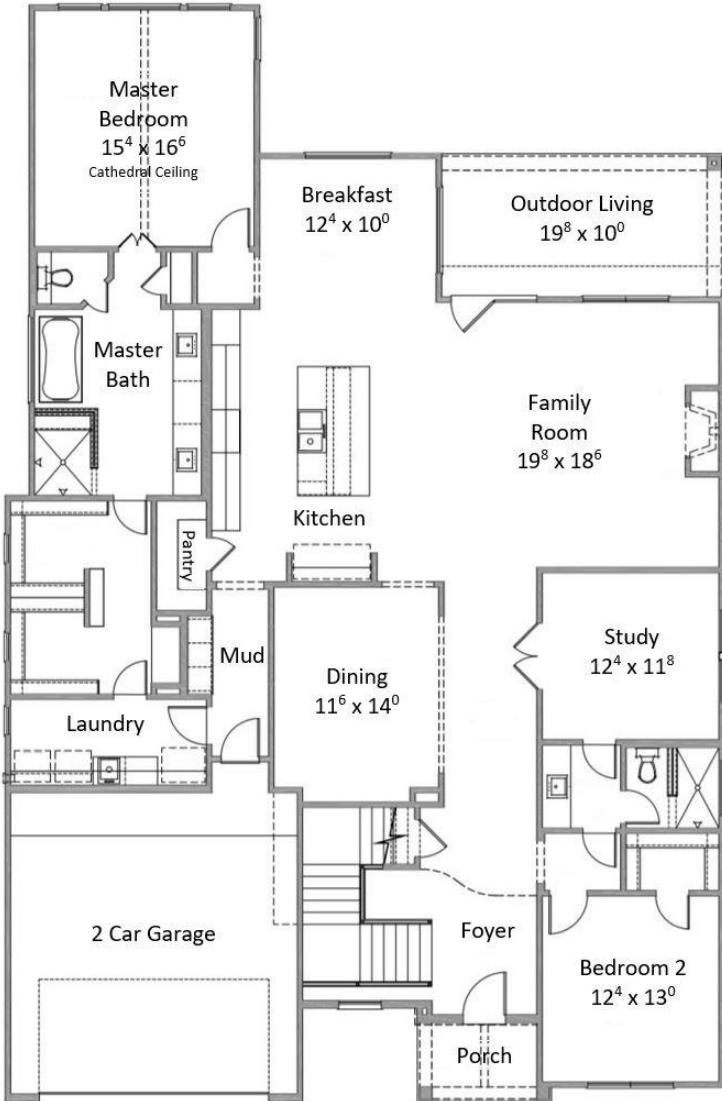 Master
Bedroom
15⁴ x 16⁶
Cathedral Ceiling
Breakfast
12⁴ x 10⁰
Outdoor Living
19⁸ x 10⁰
Master
Bath
Family
Room
19⁸ x 18⁶
Kitchen
Pantry
Mud
Dining
11⁶ x 14⁰
Study
12⁴ x 11⁸
Laundry
2 Car Garage
Foyer
Bedroom 2
12⁴ x 13⁰
Porch